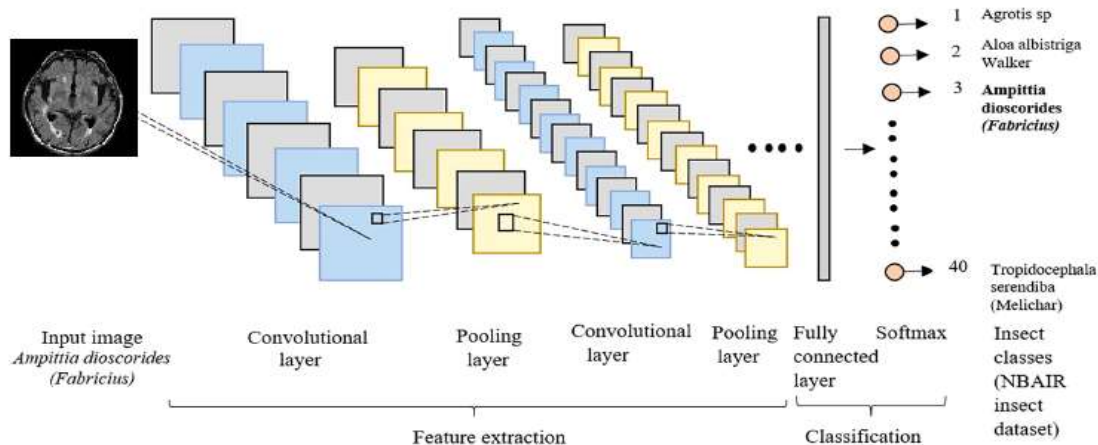 1 Agrotis sp
2 Aloa albistriga
Walker
3 Ampittia
dioscorides
(Fabricius)
40 Tropidocephala
serendiba
(Melichar)
Input image
Ampittia dioscorides
(Fabricius)
Convolutional
layer
Pooling
layer
Convolutional
layer
Pooling
layer
Fully
connected
layer
Softmax
Insect
classes
(NBAIR
insect
dataset)
Feature extraction
Classification